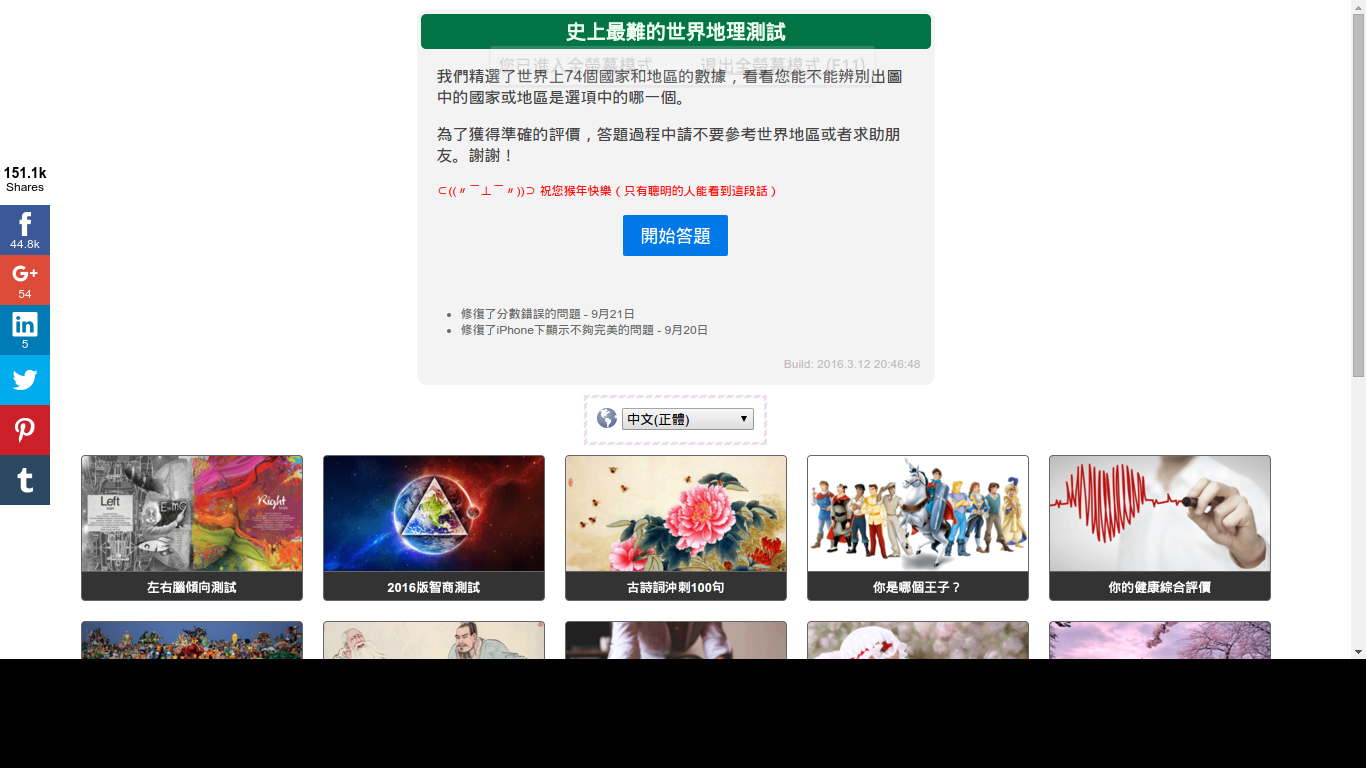 史上最難的世界地理測試
您已進入全螢幕模式 退出全螢幕模式 (F11)
我們精選了世界上74個國家和地區的數據，看看您能不能辨別出圖
中的國家或地區是選項中的哪一個。
為了獲得準確的評價，答題過程中請不要參考世界地區或者求助朋
友。謝謝！
⊂((〃￣⊥￣〃))⊃ 祝您猴年快樂（只有聰明的人能看到這段話）
開始答題
修復了分數錯誤的問題 - 9月21日
修復了iPhone下顯示不夠完美的問題 - 9月20日
Build: 2016.3.12 20:46:48
151.1k
Shares
44.8k
G+
54
in
5
中文(正體)
Left
Right
左右腦傾向測試
2016版智商測試
古詩詞冲刺100句
你是哪個王子？
你的健康綜合評價